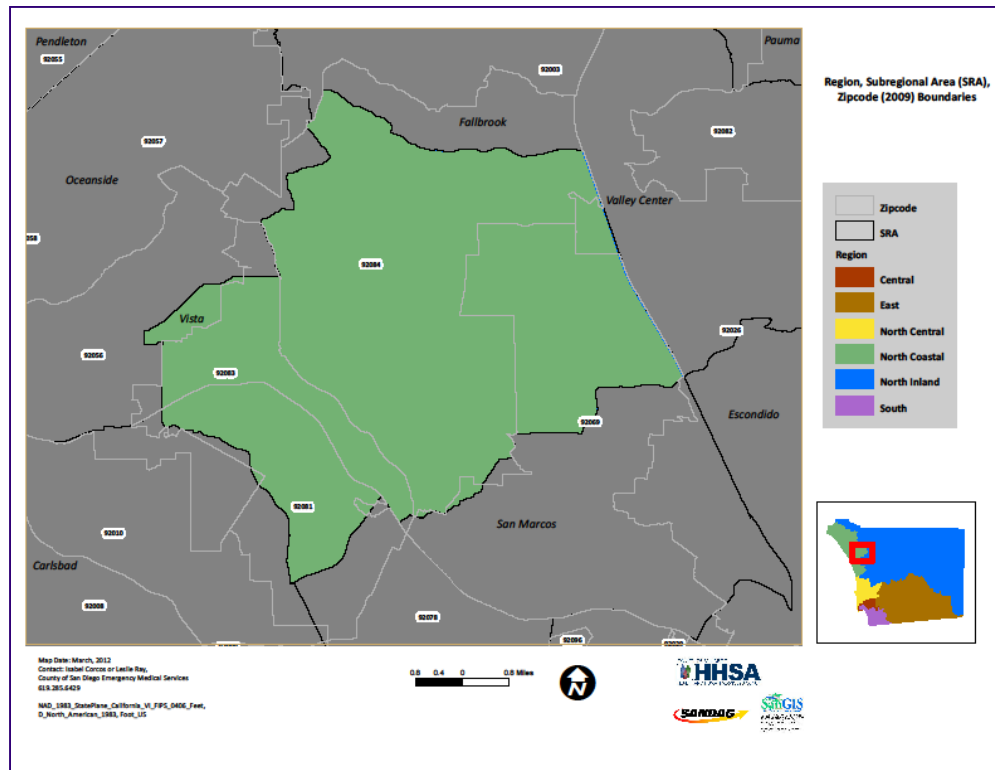 Pendleton
92055
Pauma
92003
Region, Subregional Area (SRA),
Zipcode (2009) Boundaries
Fallbrook
92057
92082
Oceanside
Valley Center
Zipcode
SRA
Region
Central
East
North Central
North Coastal
North Inland
South
92084
Vista
92026
92056
92083
92069
Escondido
92081
San Marcos
92010
Carlsbad
92008
92078
92096
Map Date: March, 2012
Contact: Isabel Corcos or Leslie Ray,
County of San Diego Emergency Medical Services
619.285.6429
NAD_1983_StatePlane_California_VI_FIPS_0406_Feet,
D_North_American_1983, Foot_US
0.8 0.4 0 0.8 Miles
N
HHSA
SANDAG
SanGIS